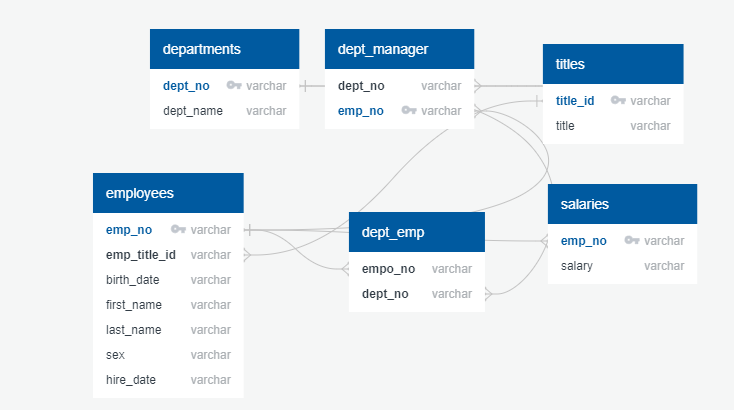 departments
dept_no varchar
dept_name varchar
dept_manager
dept_no varchar
emp_no varchar
titles
title_id varchar
title varchar
employees
emp_no varchar
emp_title_id varchar
birth_date varchar
first_name varchar
last_name varchar
sex varchar
hire_date varchar
dept_emp
empo_no varchar
dept_no varchar
salaries
emp_no varchar
salary varchar